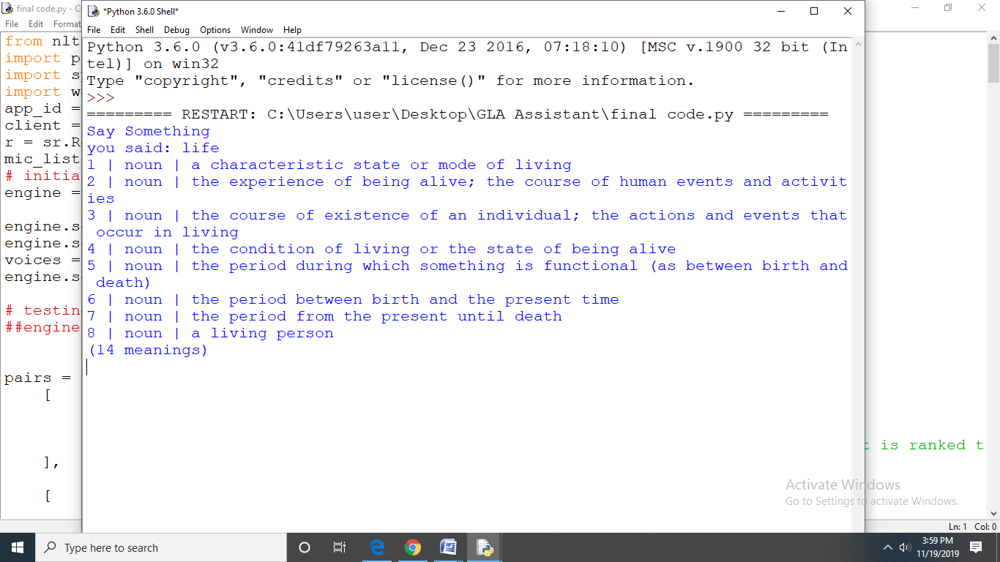 final code.py - C
File Edit Format
from nlt
import p
import s
import w
app_id =
client =
r = sr.R
mic_list
# initia
engine =
engine.s
engine.s
voices =
engine.s
# testin
##engine
pairs =
[
],
[
*Python 3.6.0 Shell*
File Edit Shell Debug Options Window Help
Python 3.6.0 (v3.6.0:41df79263a11, Dec 23 2016, 07:18:10) [MSC v.1900 32 bit (In
tel)] on win32
Type "copyright", "credits" or "license()" for more information.
>>>
========= RESTART: C:\Users\user\Desktop\GLA Assistant\final code.py =========
Say Something
you said: life
1 | noun | a characteristic state or mode of living
2 | noun | the experience of being alive; the course of human events and activit
ies
3 | noun | the course of existence of an individual; the actions and events that
occur in living
4 | noun | the condition of living or the state of being alive
5 | noun | the period during which something is functional (as between birth and
death)
6 | noun | the period between birth and the present time
7 | noun | the period from the present until death
8 | noun | a living person
(14 meanings)
is ranked t
Activate Windows
Go to Settings to activate Windows.
Ln: 1 Col: 0
Type here to search
3:59 PM
11/19/2019